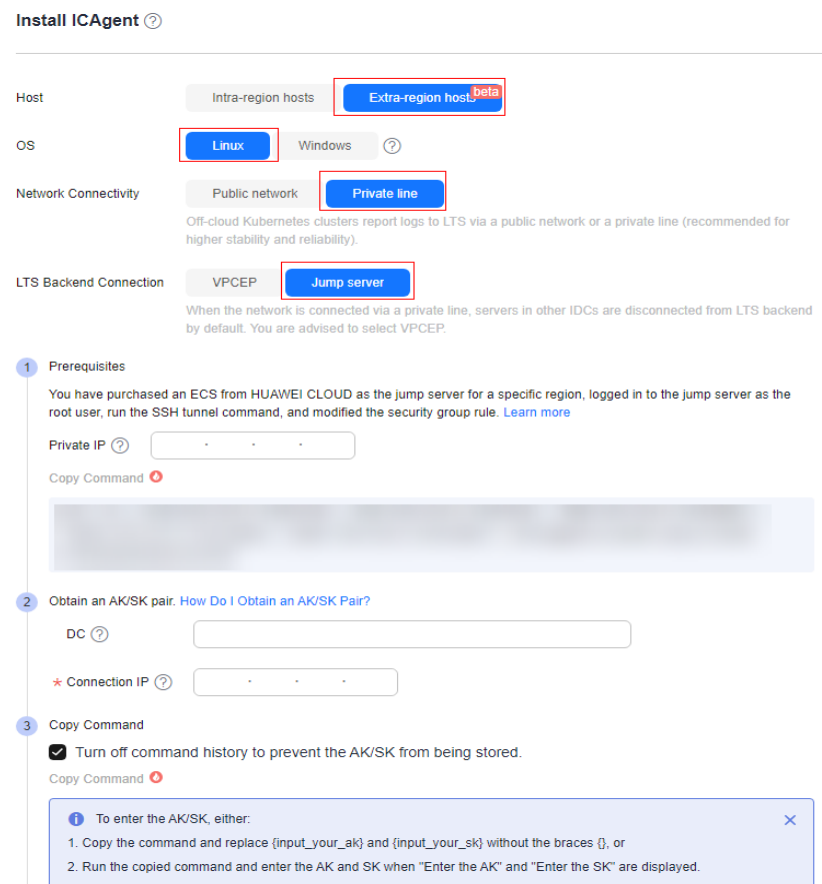 Install ICAgent ?
Host Intra-region hosts Extra-region hosts beta
OS Linux Windows ?
Network Connectivity Public network Private line
Off-cloud Kubernetes clusters report logs to LTS via a public network or a private line (recommended for
higher stability and reliability).
LTS Backend Connection VPCEP Jump server
When the network is connected via a private line, servers in other IDCs are disconnected from LTS backend
by default. You are advised to select VPCEP.
1 Prerequisites
You have purchased an ECS from HUAWEI CLOUD as the jump server for a specific region, logged in to the jump server as the
root user, run the SSH tunnel command, and modified the security group rule. Learn more
Private IP ?
Copy Command
2 Obtain an AK/SK pair. How Do I Obtain an AK/SK Pair?
DC ?
* Connection IP ?
3 Copy Command
Turn off command history to prevent the AK/SK from being stored.
Copy Command
To enter the AK/SK, either:
1. Copy the command and replace {input_your_ak} and {input_your_sk} without the braces {}, or
2. Run the copied command and enter the AK and SK when "Enter the AK" and "Enter the SK" are displayed.